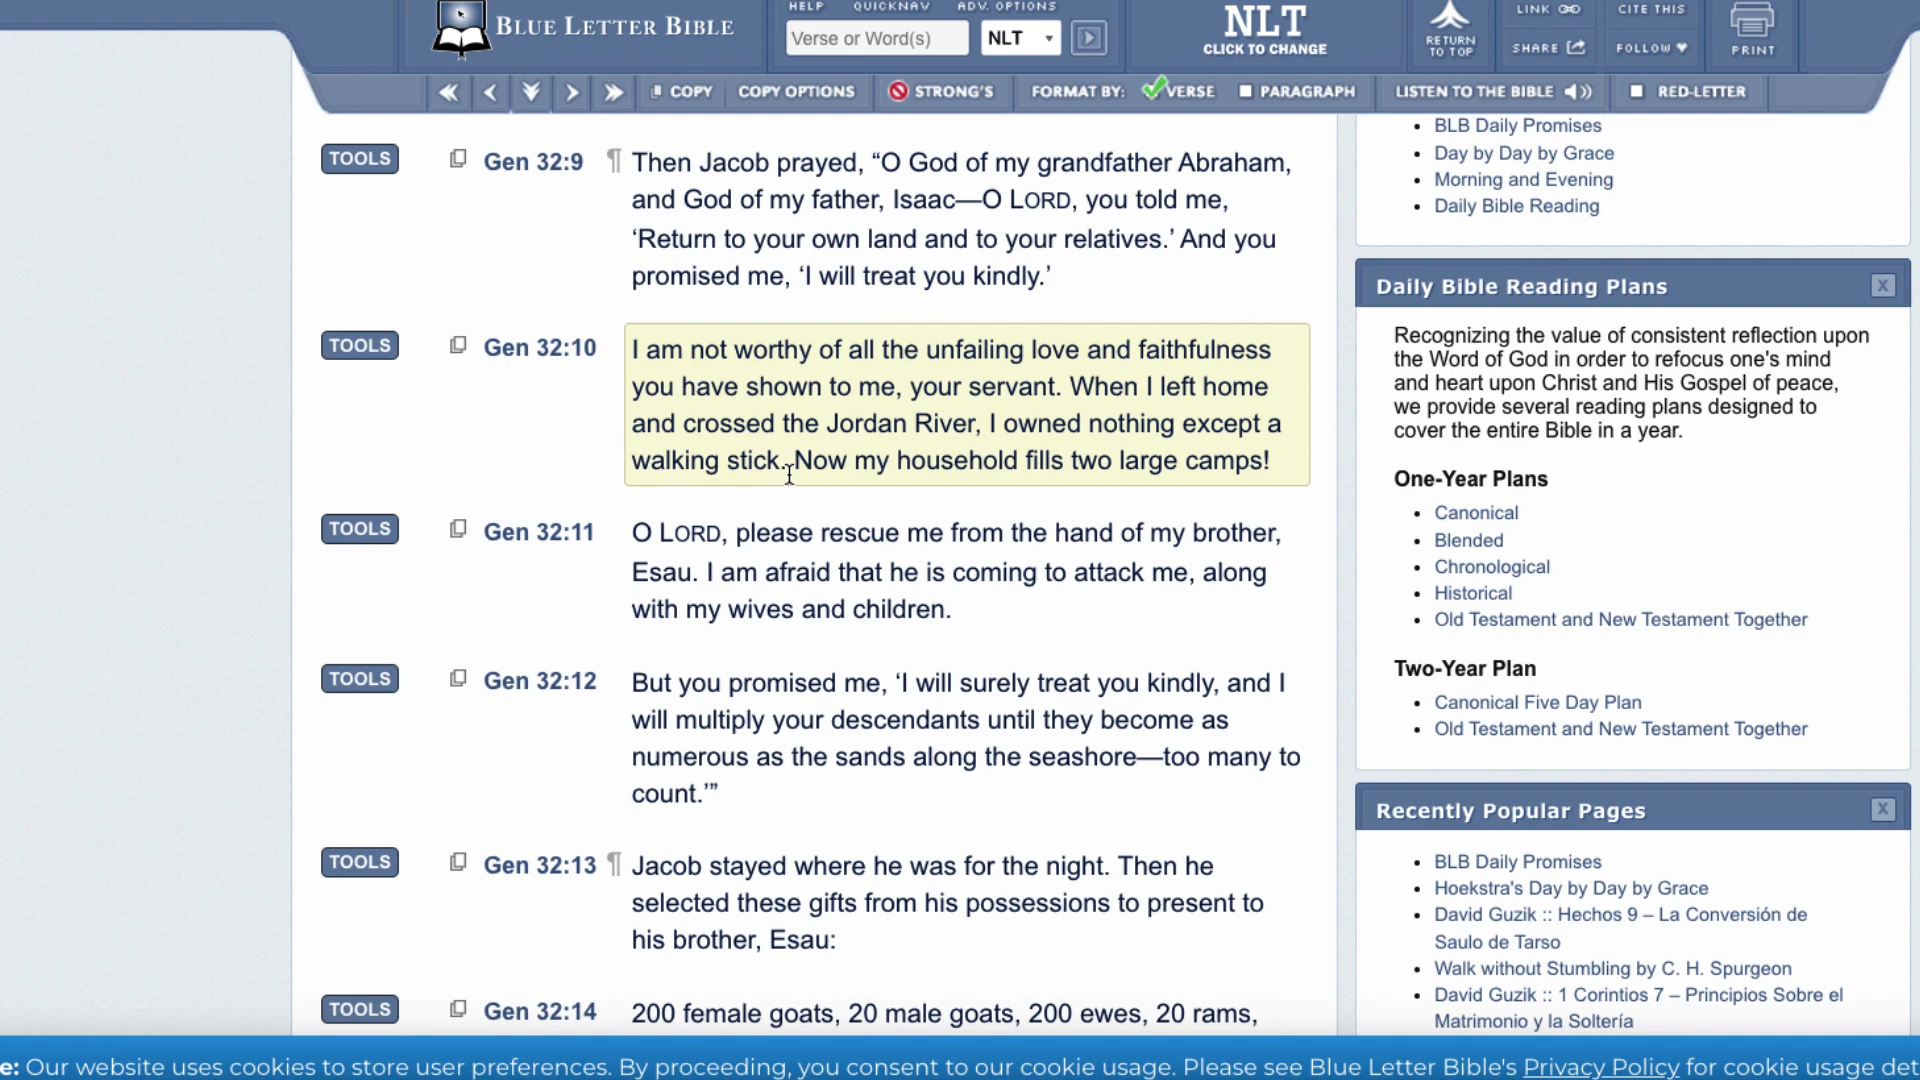 BLUE LETTER BIBLE
HELP QUICKNAV ADV. OPTIONS
Verse or Word(s) NLT
NLT
CLICK TO CHANGE
RETURN
TO TOP
LINK CITE THIS
SHARE FOLLOW
PRINT
COPY COPY OPTIONS STRONG'S FORMAT BY: VERSE PARAGRAPH LISTEN TO THE BIBLE RED-LETTER
TOOLS Gen 32:9 ¶ Then Jacob prayed, “O God of my grandfather Abraham,
and God of my father, Isaac—O LORD, you told me,
‘Return to your own land and to your relatives.’ And you
promised me, ‘I will treat you kindly.’
TOOLS Gen 32:10 I am not worthy of all the unfailing love and faithfulness
you have shown to me, your servant. When I left home
and crossed the Jordan River, I owned nothing except a
walking stick. Now my household fills two large camps!
TOOLS Gen 32:11 O LORD, please rescue me from the hand of my brother,
Esau. I am afraid that he is coming to attack me, along
with my wives and children.
TOOLS Gen 32:12 But you promised me, ‘I will surely treat you kindly, and I
will multiply your descendants until they become as
numerous as the sands along the seashore—too many to
count.’”
TOOLS Gen 32:13 ¶ Jacob stayed where he was for the night. Then he
selected these gifts from his possessions to present to
his brother, Esau:
TOOLS Gen 32:14 200 female goats, 20 male goats, 200 ewes, 20 rams,
• BLB Daily Promises
• Day by Day by Grace
• Morning and Evening
• Daily Bible Reading
Daily Bible Reading Plans X
Recognizing the value of consistent reflection upon
the Word of God in order to refocus one's mind
and heart upon Christ and His Gospel of peace,
we provide several reading plans designed to
cover the entire Bible in a year.
One-Year Plans
• Canonical
• Blended
• Chronological
• Historical
• Old Testament and New Testament Together
Two-Year Plan
• Canonical Five Day Plan
• Old Testament and New Testament Together
Recently Popular Pages X
• BLB Daily Promises
• Hoekstra's Day by Day by Grace
• David Guzik :: Hechos 9 – La Conversión de
Saulo de Tarso
• Walk without Stumbling by C. H. Spurgeon
• David Guzik :: 1 Corintios 7 – Principios Sobre el
Matrimonio y la Soltería
e: Our website uses cookies to store user preferences. By proceeding, you consent to our cookie usage. Please see Blue Letter Bible's Privacy Policy for cookie usage det